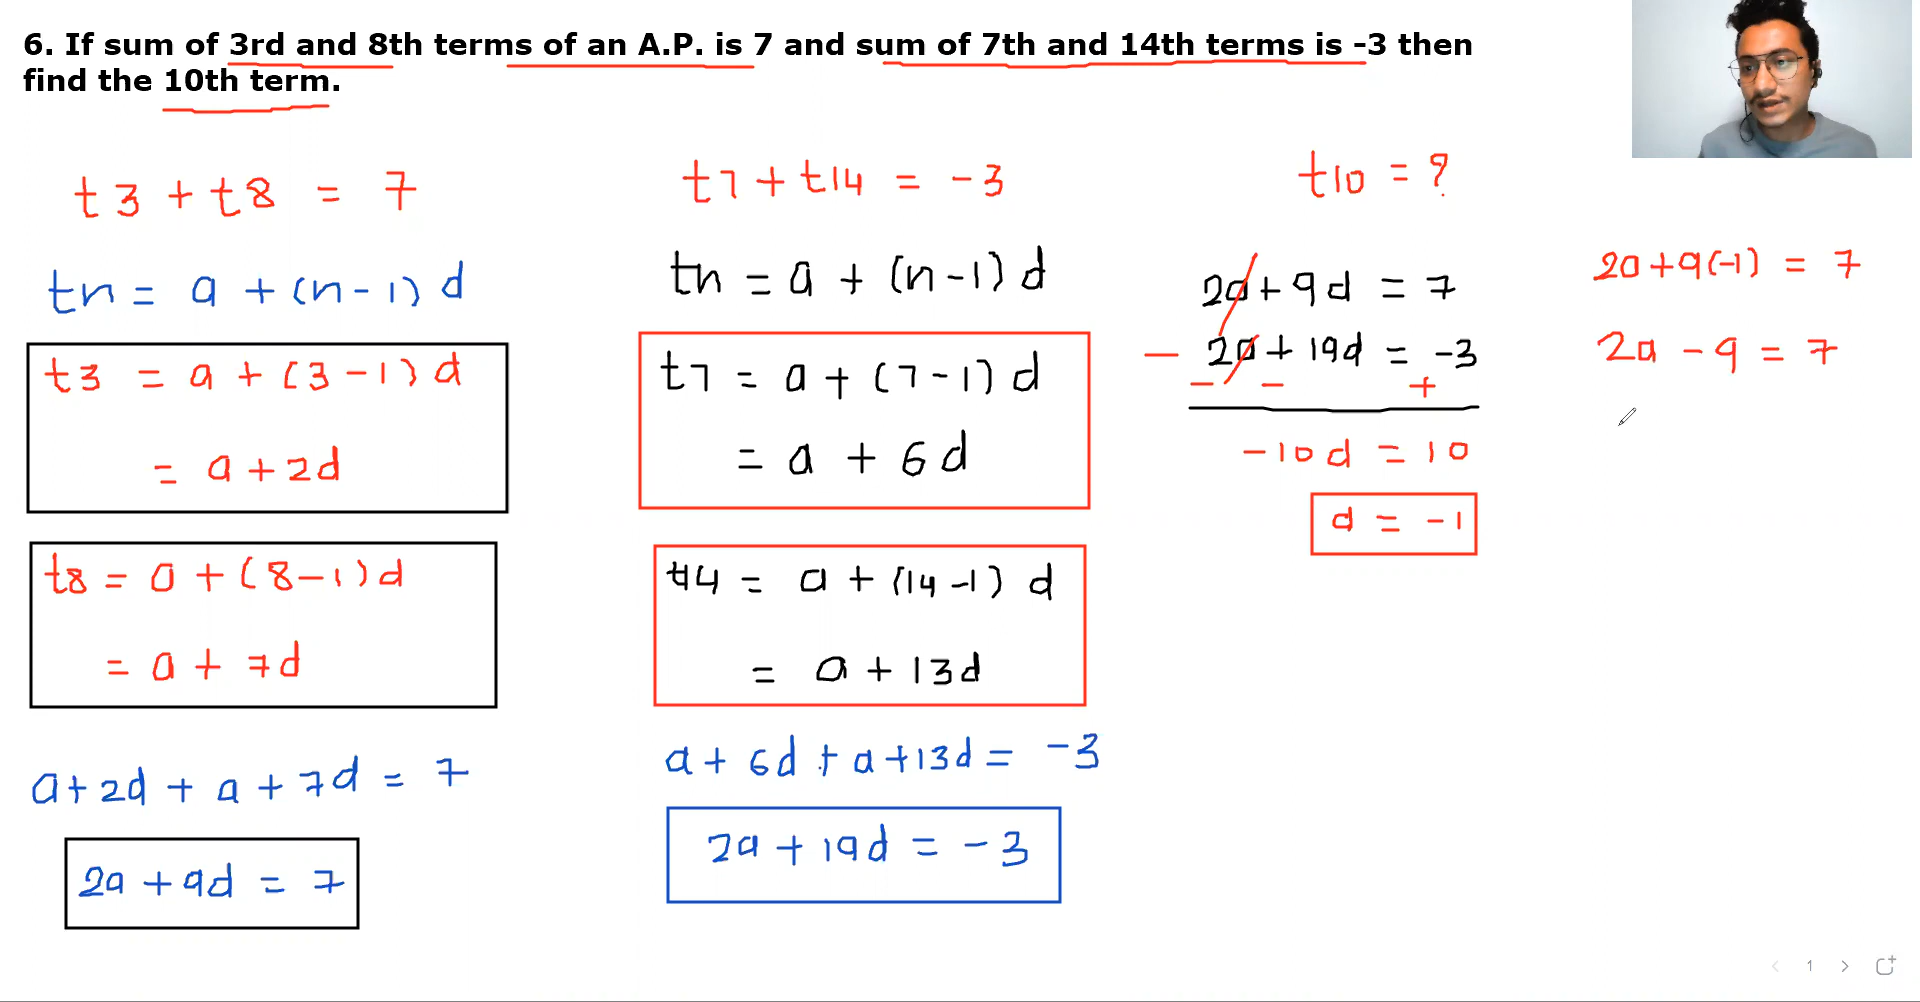 6. If sum of 3rd and 8th terms of an A.P. is 7 and sum of 7th and 14th terms is -3 then
find the 10th term.
t3 + t8 = 7
tn = a + (n - 1) d
t3 = a + (3 - 1) d
= a + 2d
t8 = a + (8 - 1) d
= a + 7d
a + 2d + a + 7d = 7
2a + 9d = 7
t7 + t14 = -3
tn = a + (n - 1) d
t7 = a + (7 - 1) d
= a + 6d
t14 = a + (14 - 1) d
= a + 13d
a + 6d + a + 13d = -3
2a + 19d = -3
t10 = ?
2a + 9d = 7
- 2a + 19d = -3
- - +
-10d = 10
d = -1
2a + 9(-1) = 7
2a - 9 = 7
1